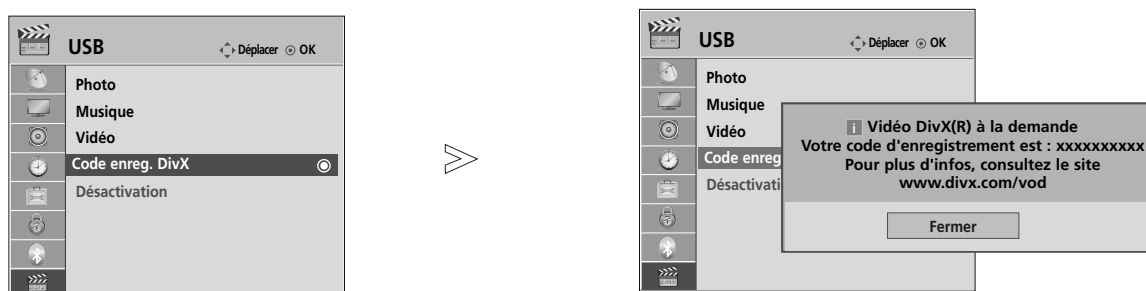 USB
Déplacer OK
Photo
Musique
Vidéo
Code enreg. DivX
Désactivation
USB
Déplacer OK
Photo
Musique
Vidéo
Code enreg
Désactivati
i Vidéo DivX(R) à la demande
Votre code d'enregistrement est : xxxxxxxxxx
Pour plus d'infos, consultez le site
www.divx.com/vod
Fermer